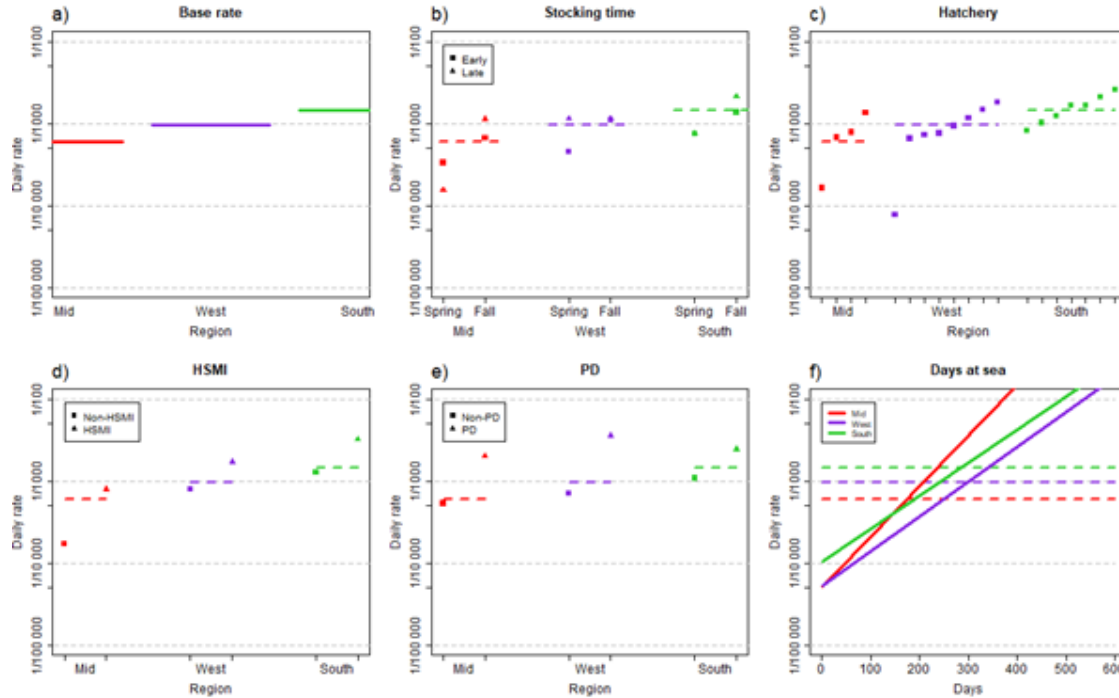 a) Base rate
1/100
1/1000
1/10 000
1/100 000
Daily rate
Mid West South
Region
b) Stocking time
Early
Late
1/100
1/1000
1/10 000
1/100 000
Daily rate
Spring Fall Spring Fall Spring Fall
Mid West South
c) Hatchery
1/100
1/1000
1/10 000
1/100 000
Daily rate
Mid West South
Region
d) HSMI
Non-HSMI
HSMI
1/100
1/1000
1/10 000
1/100 000
Daily rate
Mid West South
Region
e) PD
Non-PD
PD
1/100
1/1000
1/10 000
1/100 000
Daily rate
Mid West South
Region
f) Days at sea
Mid
West
South
1/100
1/1000
1/10 000
1/100 000
Daily rate
0 100 200 300 400 500 600
Days